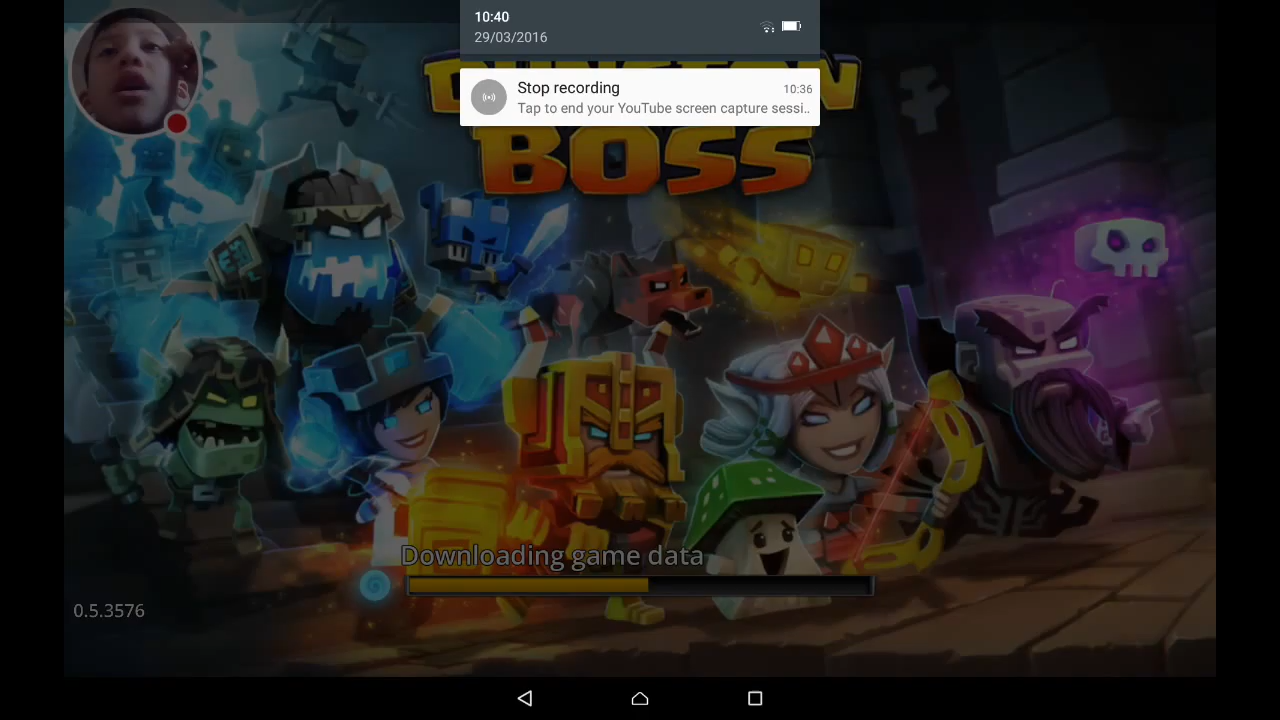 10:40
29/03/2016
Stop recording
10:36
Tap to end your YouTube screen capture sessi..
BOSS
Downloading game data
0.5.3576